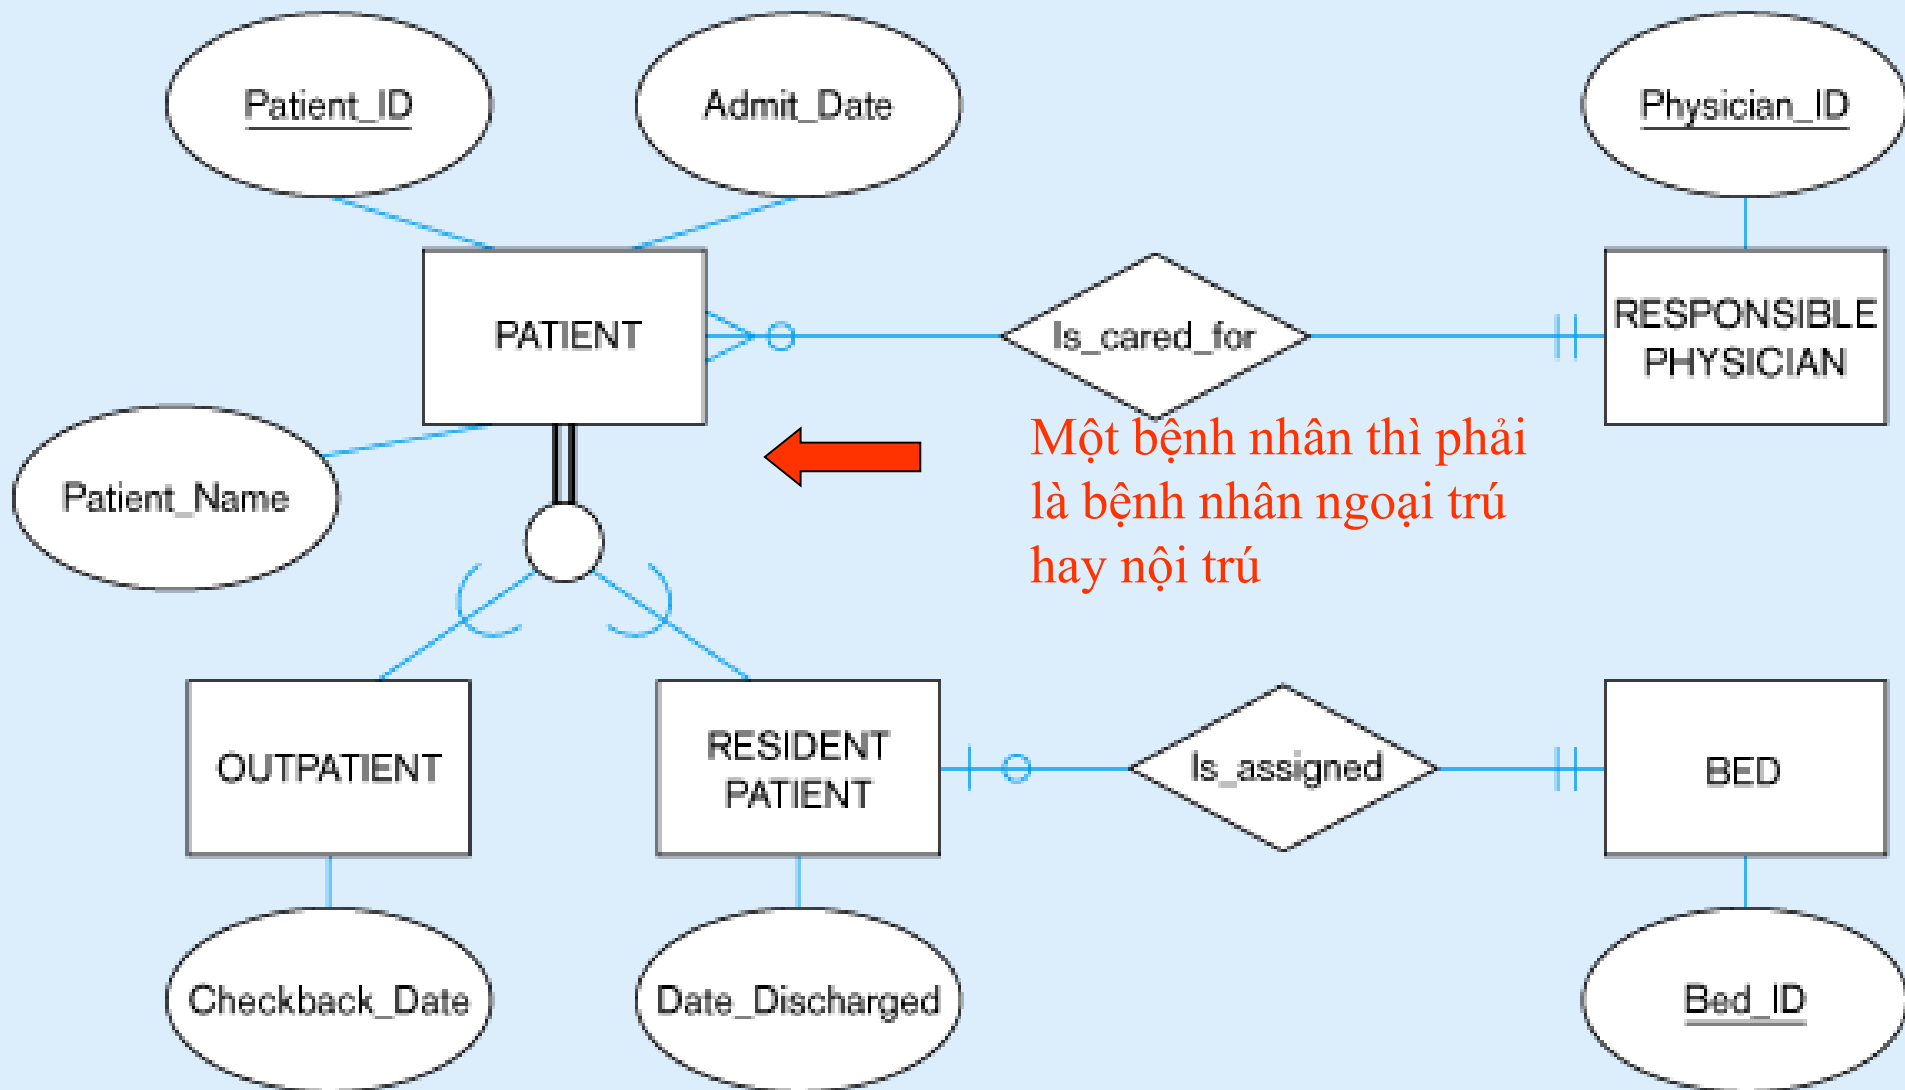 Patient_ID
Admit_Date
Physician_ID
PATIENT
Is_cared_for
RESPONSIBLE
PHYSICIAN
Patient_Name
Một bệnh nhân thì phải
là bệnh nhân ngoại trú
hay nội trú
OUTPATIENT
RESIDENT
PATIENT
Is_assigned
BED
Checkback_Date
Date_Discharged
Bed_ID